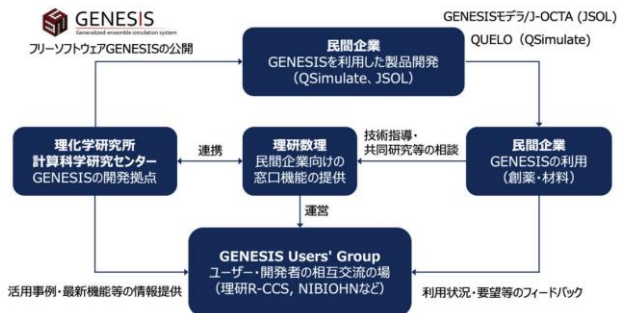 GENESIS
Generalized-ensemble simulation system
フリーソフトウェアGENESISの公開
GENESISモデラ/J-OCTA (JSOL)
QUELO（QSimulate）
民間企業
GENESISを利用した製品開発
（QSimulate、JSOL）
理化学研究所
計算科学研究センター
GENESISの開発拠点
連携
理研数理
民間企業向けの
窓口機能の提供
技術指導・
共同研究等の相談
民間企業
GENESISの利用
（創薬・材料）
運営
GENESIS Users' Group
ユーザー・開発者の相互交流の場
（理研R-CCS, NIBIOHNなど）
活用事例・最新機能等の情報提供
利用状況・要望等のフィードバック